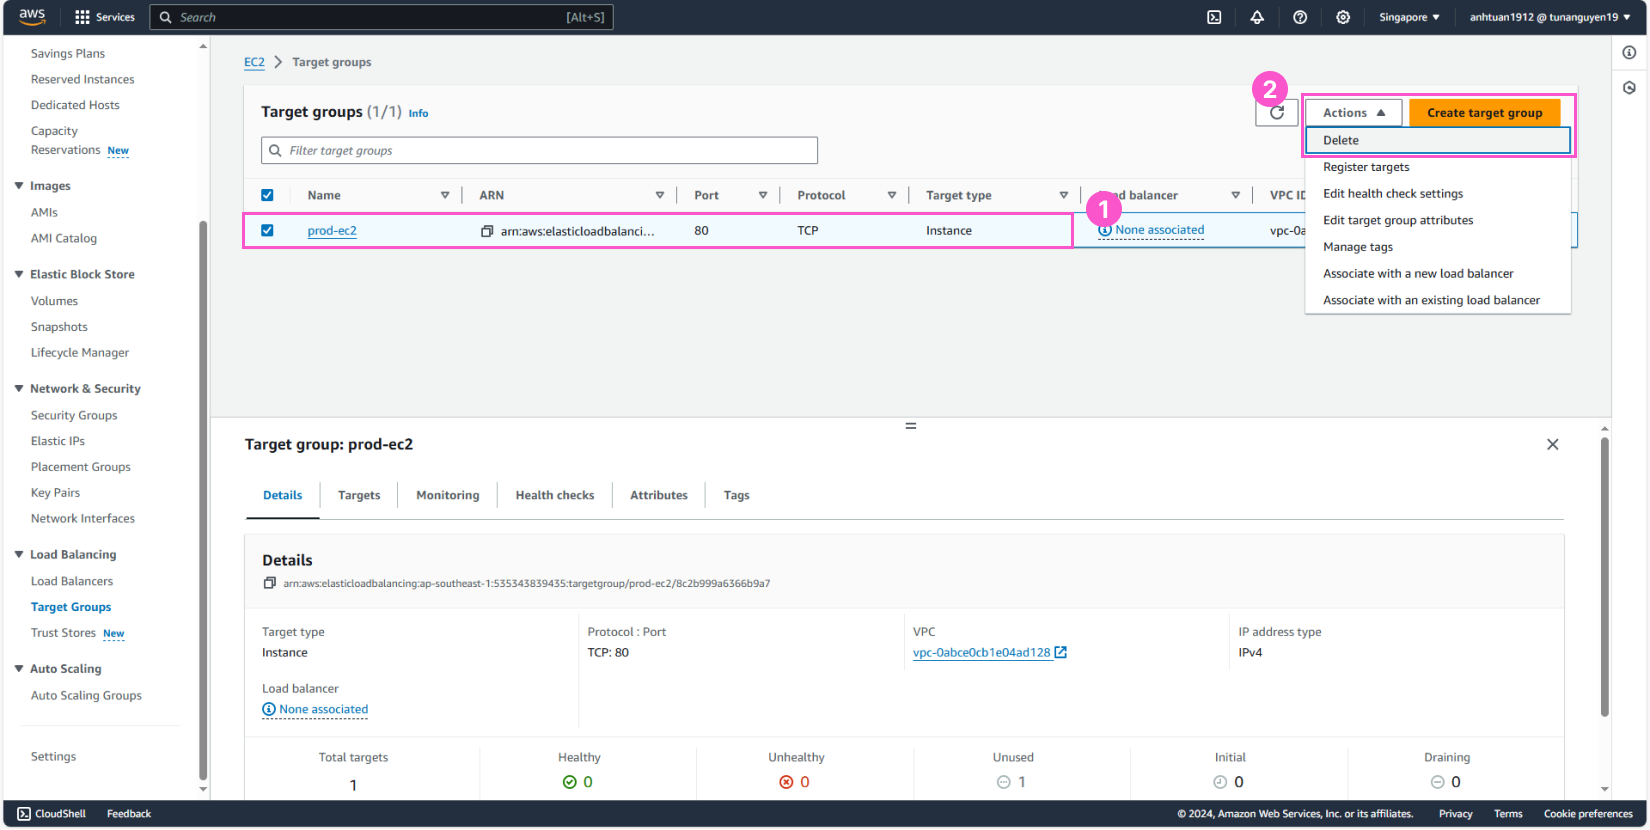 aws
Services
Search
[Alt+S]
Singapore ▼
anhtuan1912 @ tunanguyen19 ▼
Savings Plans
Reserved Instances
Dedicated Hosts
Capacity
Reservations New
Images
AMIs
AMI Catalog
Elastic Block Store
Volumes
Snapshots
Lifecycle Manager
Network & Security
Security Groups
Elastic IPs
Placement Groups
Key Pairs
Network Interfaces
Load Balancing
Load Balancers
Target Groups
Trust Stores New
Auto Scaling
Auto Scaling Groups
Settings
EC2 > Target groups
Target groups (1/1) Info
2
Actions ▲
Create target group
Filter target groups
Delete
Register targets
Edit health check settings
Edit target group attributes
Manage tags
Associate with a new load balancer
Associate with an existing load balancer
Name ARN Port Protocol Target type d balancer VPC ID
1
prod-ec2 arn:aws:elasticloadbalanci... 80 TCP Instance None associated vpc-0a
Target group: prod-ec2
Details Targets Monitoring Health checks Attributes Tags
Details
arn:aws:elasticloadbalancing:ap-southeast-1:535343839435:targetgroup/prod-ec2/8c2b999a6366b9a7
Target type
Instance
Protocol : Port
TCP: 80
VPC
vpc-0abce0cb1e04ad128
IP address type
IPv4
Load balancer
None associated
Total targets
1
Healthy
0
Unhealthy
0
Unused
1
Initial
0
Draining
0
CloudShell Feedback
© 2024, Amazon Web Services, Inc. or its affiliates. Privacy Terms Cookie preferences